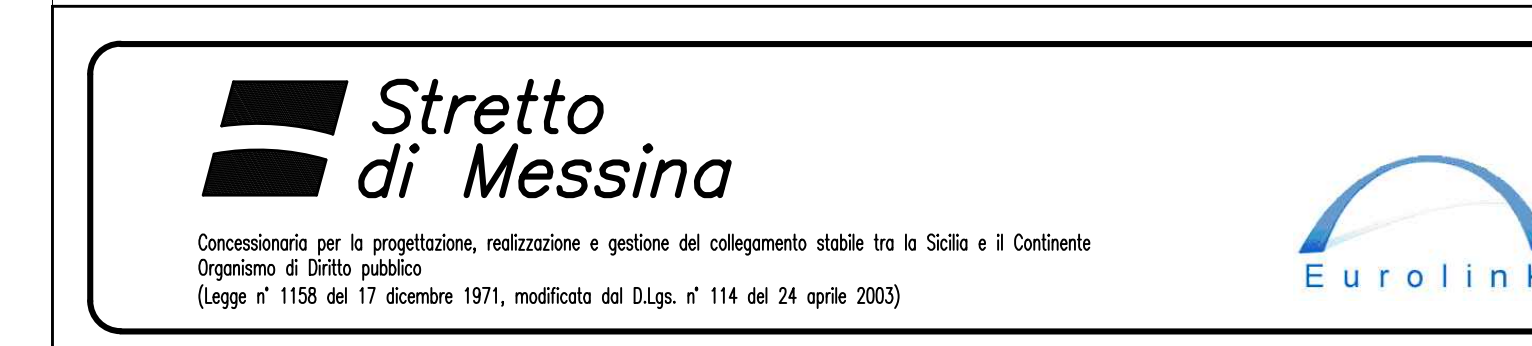 Stretto
di Messina
Concessionaria per la progettazione, realizzazione e gestione del collegamento stabile tra la Sicilia e il Continente
Organismo di Diritto pubblico
(Legge n° 1158 del 17 dicembre 1971, modificata dal D.Lgs. n° 114 del 24 aprile 2003)
Eurolink